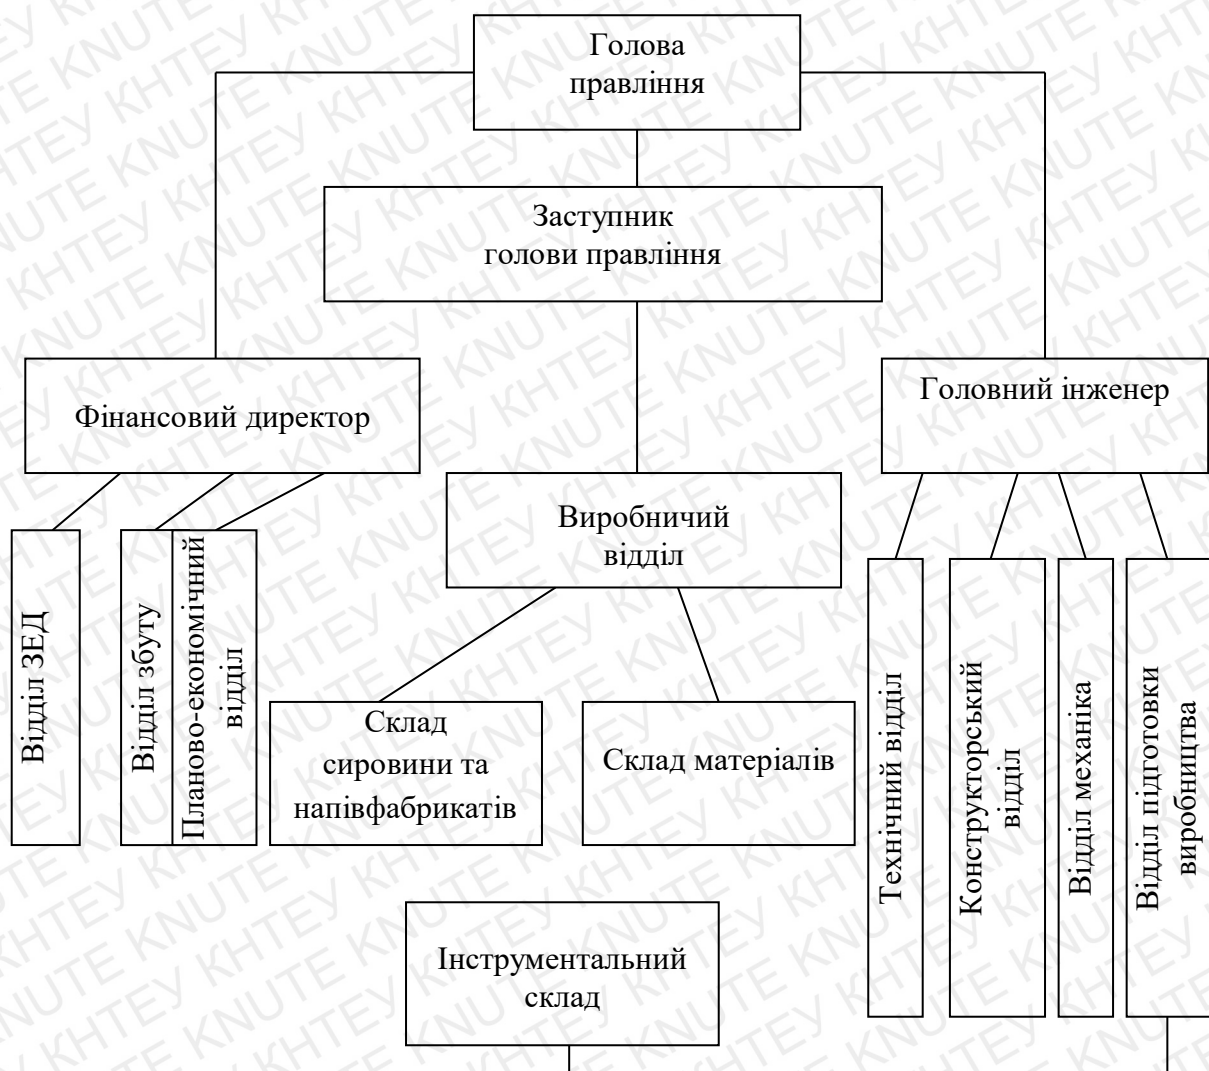 Голова
правління
Заступник
голови правління
Фінансовий директор
Головний інженер
Виробничий
відділ
Відділ ЗЕД
Відділ збуту
Планово-економічний
відділ
Склад
сировини та
напівфабрикатів
Склад матеріалів
Технічний відділ
Конструкторський
відділ
Відділ механіка
Відділ підготовки
виробництва
Інструментальний
склад